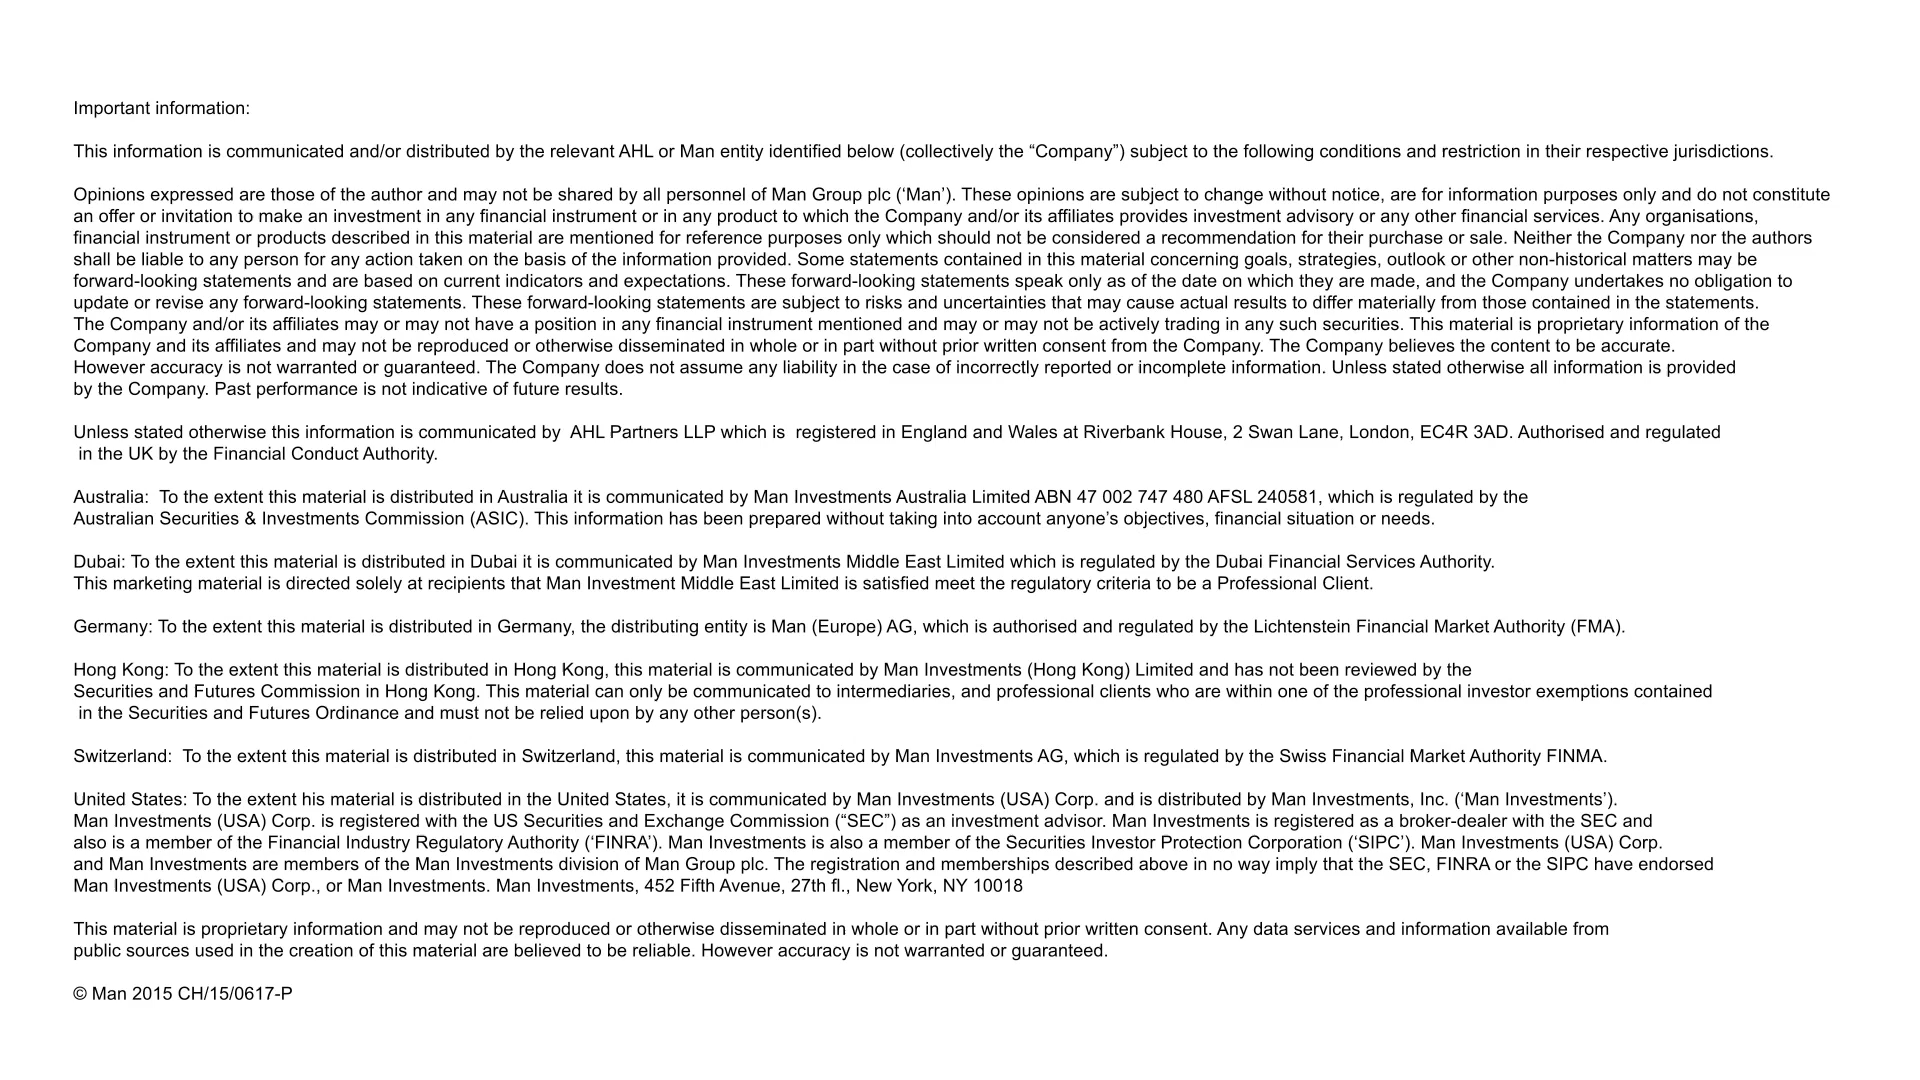 Important information:
This information is communicated and/or distributed by the relevant AHL or Man entity identified below (collectively the “Company”) subject to the following conditions and restriction in their respective jurisdictions.
Opinions expressed are those of the author and may not be shared by all personnel of Man Group plc (‘Man’). These opinions are subject to change without notice, are for information purposes only and do not constitute
an offer or invitation to make an investment in any financial instrument or in any product to which the Company and/or its affiliates provides investment advisory or any other financial services. Any organisations,
financial instrument or products described in this material are mentioned for reference purposes only which should not be considered a recommendation for their purchase or sale. Neither the Company nor the authors
shall be liable to any person for any action taken on the basis of the information provided. Some statements contained in this material concerning goals, strategies, outlook or other non-historical matters may be
forward-looking statements and are based on current indicators and expectations. These forward-looking statements speak only as of the date on which they are made, and the Company undertakes no obligation to
update or revise any forward-looking statements. These forward-looking statements are subject to risks and uncertainties that may cause actual results to differ materially from those contained in the statements.
The Company and/or its affiliates may or may not have a position in any financial instrument mentioned and may or may not be actively trading in any such securities. This material is proprietary information of the
Company and its affiliates and may not be reproduced or otherwise disseminated in whole or in part without prior written consent from the Company. The Company believes the content to be accurate.
However accuracy is not warranted or guaranteed. The Company does not assume any liability in the case of incorrectly reported or incomplete information. Unless stated otherwise all information is provided
by the Company. Past performance is not indicative of future results.
Unless stated otherwise this information is communicated by  AHL Partners LLP which is  registered in England and Wales at Riverbank House, 2 Swan Lane, London, EC4R 3AD. Authorised and regulated
in the UK by the Financial Conduct Authority.
Australia:  To the extent this material is distributed in Australia it is communicated by Man Investments Australia Limited ABN 47 002 747 480 AFSL 240581, which is regulated by the
Australian Securities & Investments Commission (ASIC). This information has been prepared without taking into account anyone’s objectives, financial situation or needs.
Dubai: To the extent this material is distributed in Dubai it is communicated by Man Investments Middle East Limited which is regulated by the Dubai Financial Services Authority.
This marketing material is directed solely at recipients that Man Investment Middle East Limited is satisfied meet the regulatory criteria to be a Professional Client.
Germany: To the extent this material is distributed in Germany, the distributing entity is Man (Europe) AG, which is authorised and regulated by the Lichtenstein Financial Market Authority (FMA).
Hong Kong: To the extent this material is distributed in Hong Kong, this material is communicated by Man Investments (Hong Kong) Limited and has not been reviewed by the
Securities and Futures Commission in Hong Kong. This material can only be communicated to intermediaries, and professional clients who are within one of the professional investor exemptions contained
in the Securities and Futures Ordinance and must not be relied upon by any other person(s).
Switzerland:  To the extent this material is distributed in Switzerland, this material is communicated by Man Investments AG, which is regulated by the Swiss Financial Market Authority FINMA.
United States: To the extent his material is distributed in the United States, it is communicated by Man Investments (USA) Corp. and is distributed by Man Investments, Inc. (‘Man Investments’).
Man Investments (USA) Corp. is registered with the US Securities and Exchange Commission (“SEC”) as an investment advisor. Man Investments is registered as a broker-dealer with the SEC and
also is a member of the Financial Industry Regulatory Authority (‘FINRA’). Man Investments is also a member of the Securities Investor Protection Corporation (‘SIPC’). Man Investments (USA) Corp.
and Man Investments are members of the Man Investments division of Man Group plc. The registration and memberships described above in no way imply that the SEC, FINRA or the SIPC have endorsed
Man Investments (USA) Corp., or Man Investments. Man Investments, 452 Fifth Avenue, 27th fl., New York, NY 10018
This material is proprietary information and may not be reproduced or otherwise disseminated in whole or in part without prior written consent. Any data services and information available from
public sources used in the creation of this material are believed to be reliable. However accuracy is not warranted or guaranteed.
© Man 2015 CH/15/0617-P